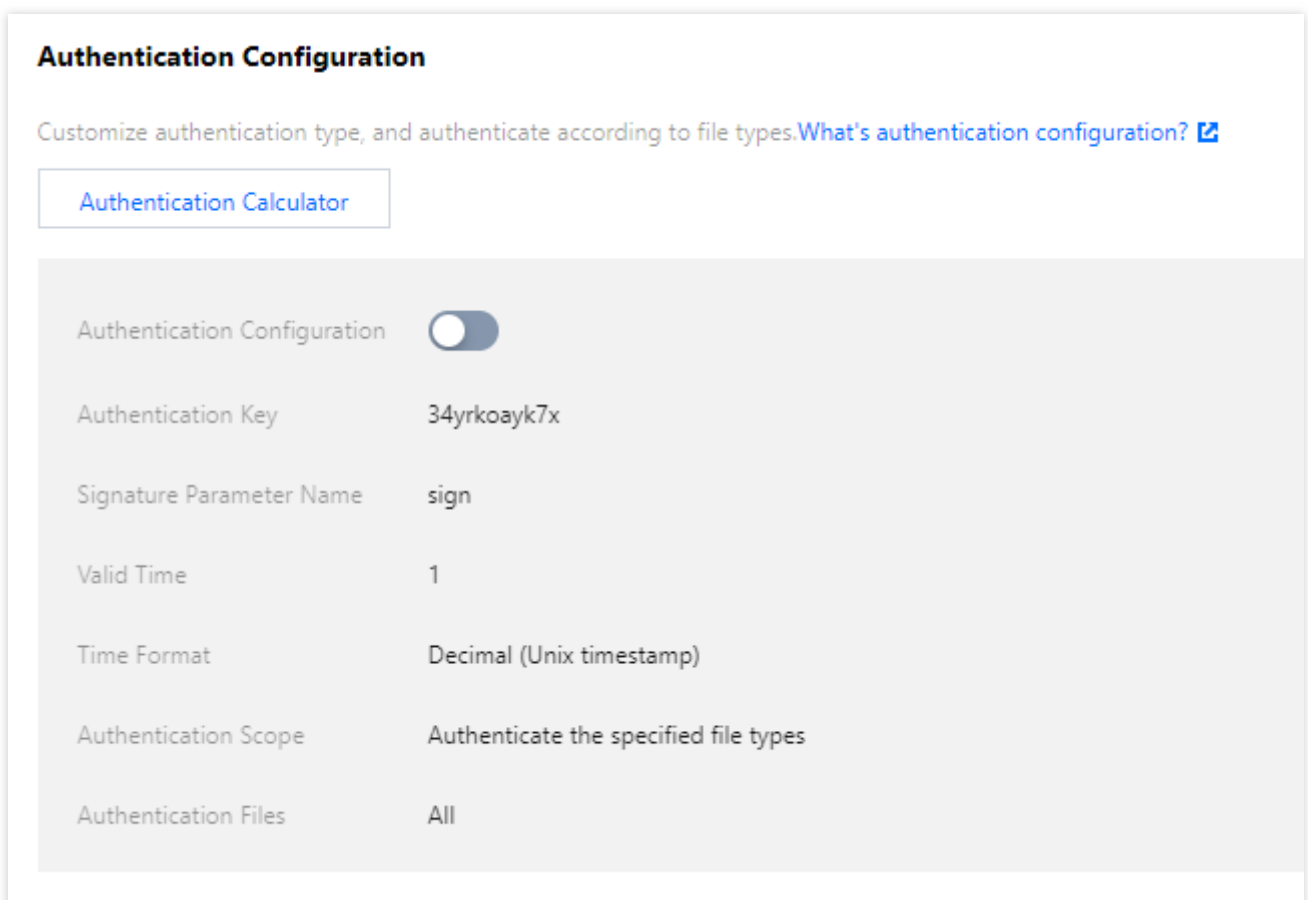 Authentication Configuration
Customize authentication type, and authenticate according to file types.What's authentication configuration?
Authentication Calculator
Authentication Configuration
Authentication Key 34yrkoayk7x
Signature Parameter Name sign
Valid Time 1
Time Format Decimal (Unix timestamp)
Authentication Scope Authenticate the specified file types
Authentication Files All